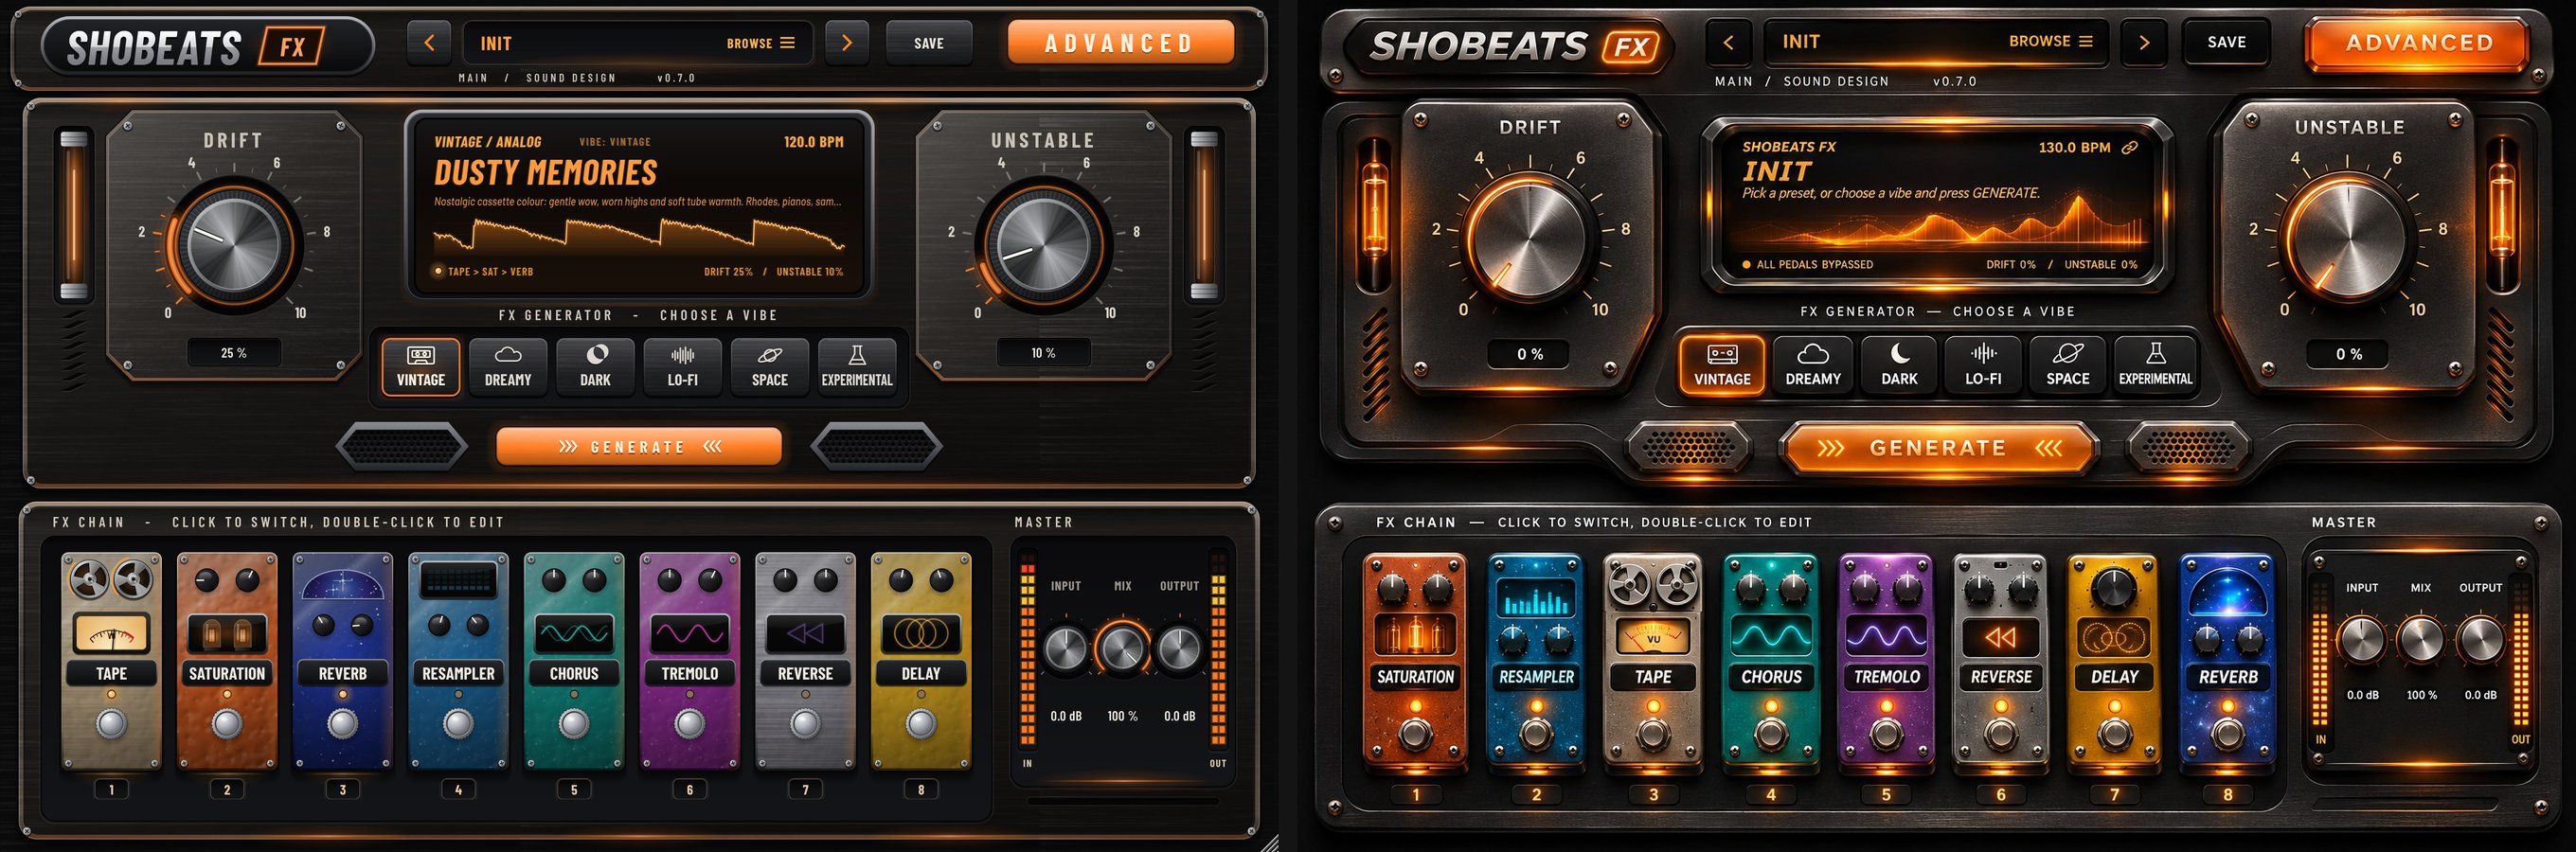 SHOBEATS FX
INIT
BROWSE
SAVE
ADVANCED
MAIN / SOUND DESIGN v0.7.0
DRIFT
0 2 4 6 8 10
25 %
VINTAGE / ANALOG VIBE: VINTAGE 120.0 BPM
DUSTY MEMORIES
Nostalgic cassette colour: gentle wow, worn highs and soft tube warmth. Rhodes, pianos, sam...
TAPE > SAT > VERB DRIFT 25% / UNSTABLE 10%
UNSTABLE
0 2 4 6 8 10
10 %
FX GENERATOR - CHOOSE A VIBE
VINTAGE DREAMY DARK LO-FI SPACE EXPERIMENTAL
>>> GENERATE <<<
FX CHAIN - CLICK TO SWITCH, DOUBLE-CLICK TO EDIT
MASTER
TAPE SATURATION REVERB RESAMPLER CHORUS TREMOLO REVERSE DELAY
1 2 3 4 5 6 7 8
INPUT MIX OUTPUT
0.0 dB 100 % 0.0 dB
IN OUT
SHOBEATS FX
INIT
BROWSE
SAVE
ADVANCED
MAIN / SOUND DESIGN v0.7.0
DRIFT
0 2 4 6 8 10
0 %
SHOBEATS FX 130.0 BPM
INIT
Pick a preset, or choose a vibe and press GENERATE.
ALL PEDALS BYPASSED DRIFT 0% / UNSTABLE 0%
UNSTABLE
0 2 4 6 8 10
0 %
FX GENERATOR — CHOOSE A VIBE
VINTAGE DREAMY DARK LO-FI SPACE EXPERIMENTAL
>>> GENERATE <<<
FX CHAIN — CLICK TO SWITCH, DOUBLE-CLICK TO EDIT
MASTER
VU
SATURATION RESAMPLER TAPE CHORUS TREMOLO REVERSE DELAY REVERB
1 2 3 4 5 6 7 8
INPUT MIX OUTPUT
0.0 dB 100 % 0.0 dB
IN OUT